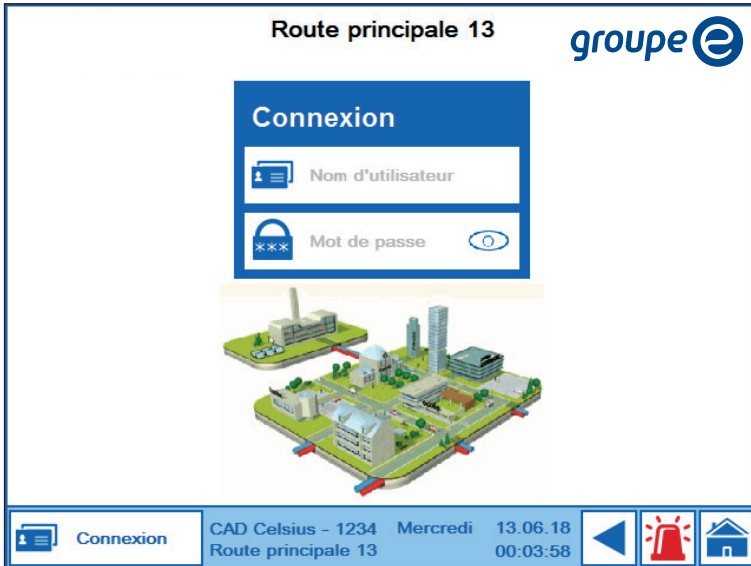 Route principale 13
groupe e
Connexion
Nom d'utilisateur
***
Mot de passe
Connexion
CAD Celsius - 1234 Mercredi 13.06.18
Route principale 13 00:03:58